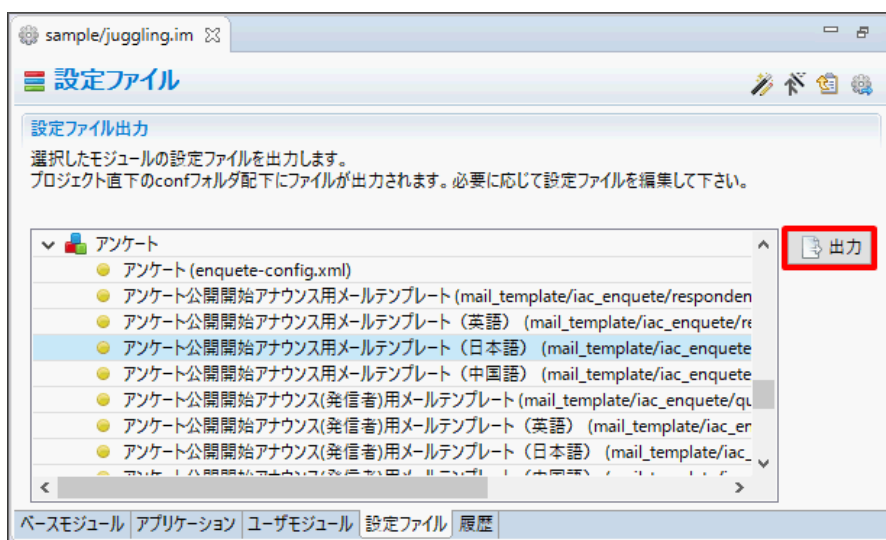 sample/juggling.im
設定ファイル
設定ファイル出力
選択したモジュールの設定ファイルを出力します。
プロジェクト直下のconfフォルダ配下にファイルが出力されます。必要に応じて設定ファイルを編集して下さい。
アンケート
出力
アンケート (enquete-config.xml)
アンケート公開開始アナウンス用メールテンプレート (mail_template/iac_enquete/responden
アンケート公開開始アナウンス用メールテンプレート（英語） (mail_template/iac_enquete/re
アンケート公開開始アナウンス用メールテンプレート（日本語） (mail_template/iac_enquete
アンケート公開開始アナウンス用メールテンプレート（中国語） (mail_template/iac_enquete
アンケート公開開始アナウンス(発信者)用メールテンプレート (mail_template/iac_enquete/qu
アンケート公開開始アナウンス(発信者)用メールテンプレート（英語） (mail_template/iac_en
アンケート公開開始アナウンス(発信者)用メールテンプレート（日本語） (mail_template/iac_
ベースモジュール アプリケーション ユーザモジュール 設定ファイル 履歴